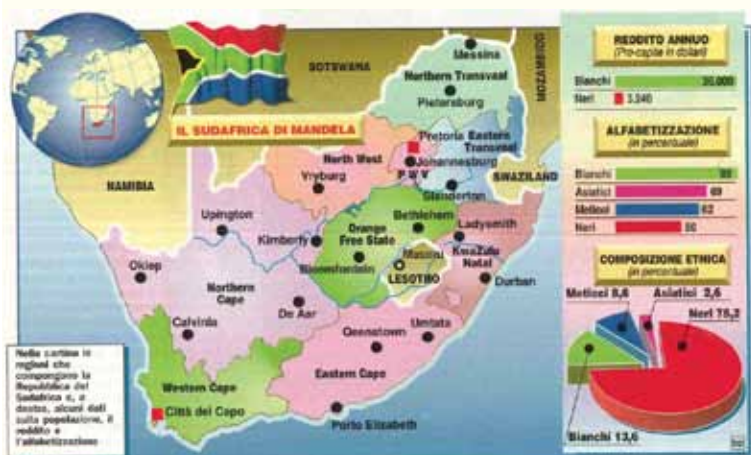 IL SUDAFRICA DI MANDELA
NAMIBIA
BOTSWANA
MOZAMBICO
SWAZILAND
LESOTHO
Messina
Northern Transvaal
Pietersburg
Pretoria
Eastern
Transvaal
Johannesburg
P W V
North West
Vryburg
Standerton
Upington
Kimberly
Orange
Free State
Bethlehem
Ladysmith
Bloemfontein
Maseru
KwaZulu
Natal
Durban
Okiep
Northern
Cape
De Aar
Calvinia
Queenstown
Umtata
Eastern Cape
Western Cape
Città del Capo
Porto Elizabeth
Nella cartina le
regioni che
compongono la
Repubblica del
Sudafrica e, a
destra, alcuni dati
sulla popolazione, il
reddito e
l'alfabetizzazione
REDDITO ANNUO
(Pro-capite in dollari)
Bianchi
Neri 3.240
ALFABETIZZAZIONE
(in percentuale)
Bianchi
Asiatici 69
Meticci 62
Neri 50
COMPOSIZIONE ETNICA
(in percentuale)
Meticci 8,6
Asiatici 2,6
Neri 75,2
Bianchi 13,6